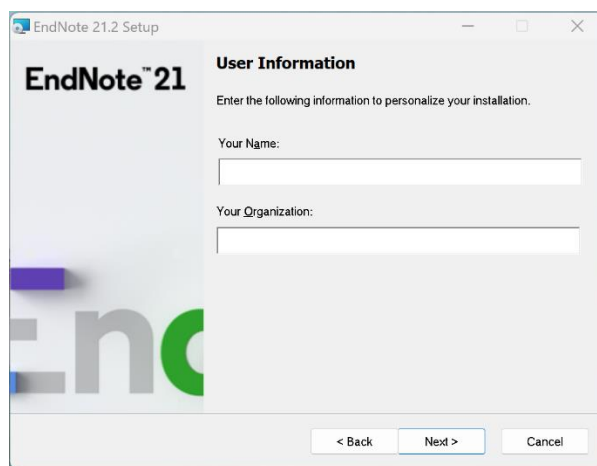 EndNote 21.2 Setup
EndNote™21
User Information
Enter the following information to personalize your installation.
Your Name:
Your Organization:
Enc
< Back
Next >
Cancel